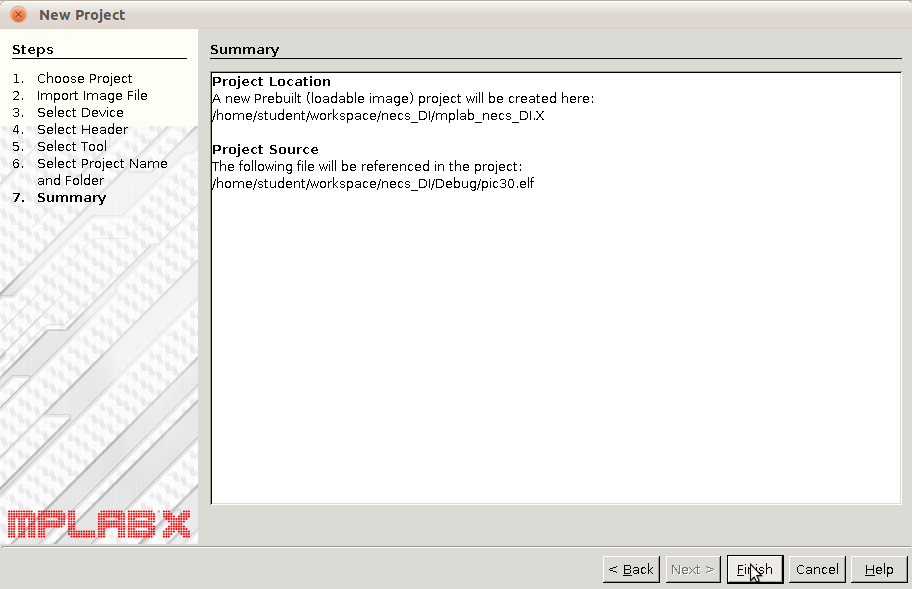 New Project
Steps
1. Choose Project
2. Import Image File
3. Select Device
4. Select Header
5. Select Tool
6. Select Project Name
and Folder
7. Summary
MPLAB X
Summary
Project Location
A new Prebuilt (loadable image) project will be created here:
/home/student/workspace/necs_DI/mplab_necs_DI.X
Project Source
The following file will be referenced in the project:
/home/student/workspace/necs_DI/Debug/pic30.elf
< Back
Next >
Finish
Cancel
Help